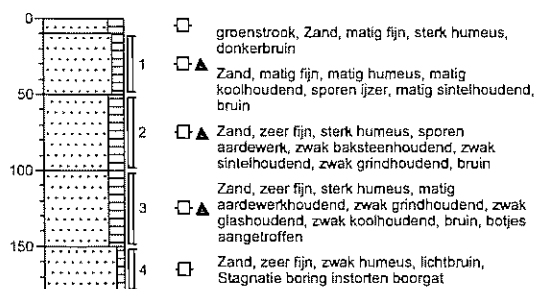 0
groenstrook, Zand, matig fijn, sterk humeus,
donkerbruin
1
Zand, matig fijn, matig humeus, matig
koolhoudend, sporen ijzer, matig sintelhoudend,
bruin
50
2
Zand, zeer fijn, sterk humeus, sporen
aardewerk, zwak baksteenhoudend, zwak
sintelhoudend, zwak grindhoudend, bruin
100
3
Zand, zeer fijn, sterk humeus, matig
aardewerkhoudend, zwak grindhoudend, zwak
glashoudend, zwak koolhoudend, bruin, botjes
aangetroffen
150
4
Zand, zeer fijn, zwak humeus, lichtbruin,
Stagnatie boring instorten boorgat